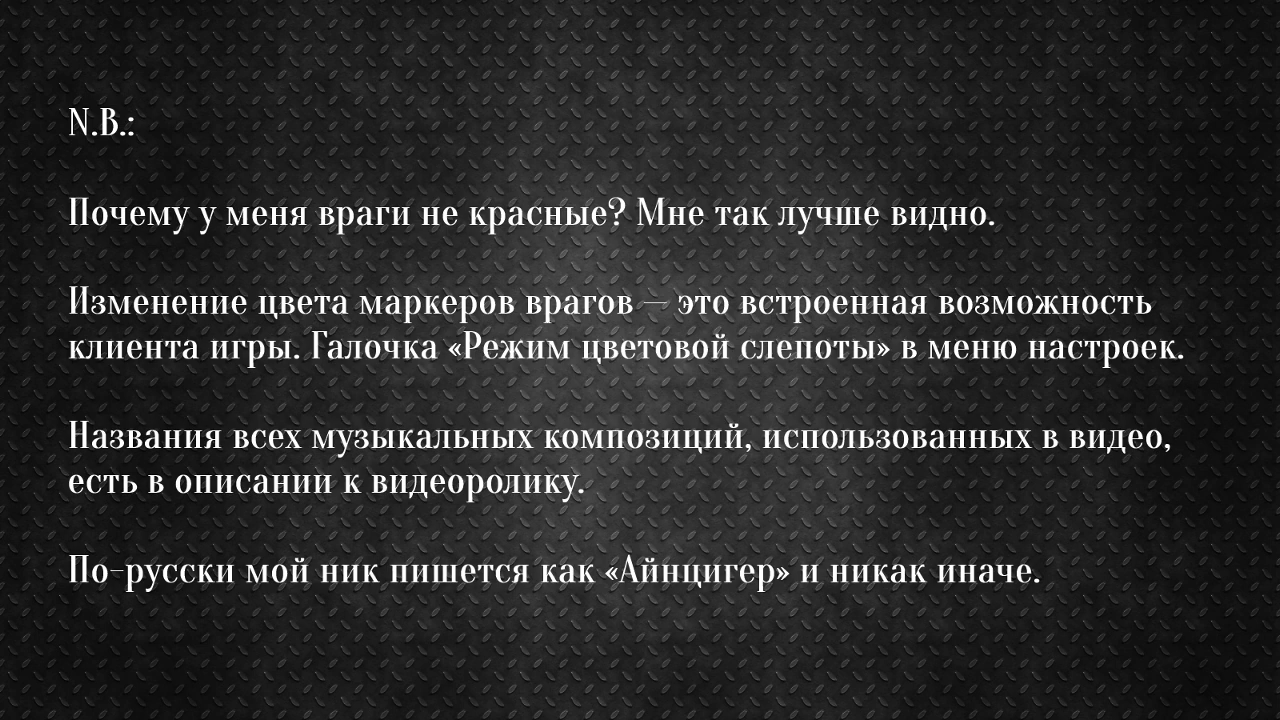 N.B.:
Почему у меня враги не красные? Мне так лучше видно.
Изменение цвета маркеров врагов — это встроенная возможность
клиента игры. Галочка «Режим цветовой слепоты» в меню настроек.
Названия всех музыкальных композиций, использованных в видео,
есть в описании к видеоролику.
По-русски мой ник пишется как «Айнцигер» и никак иначе.